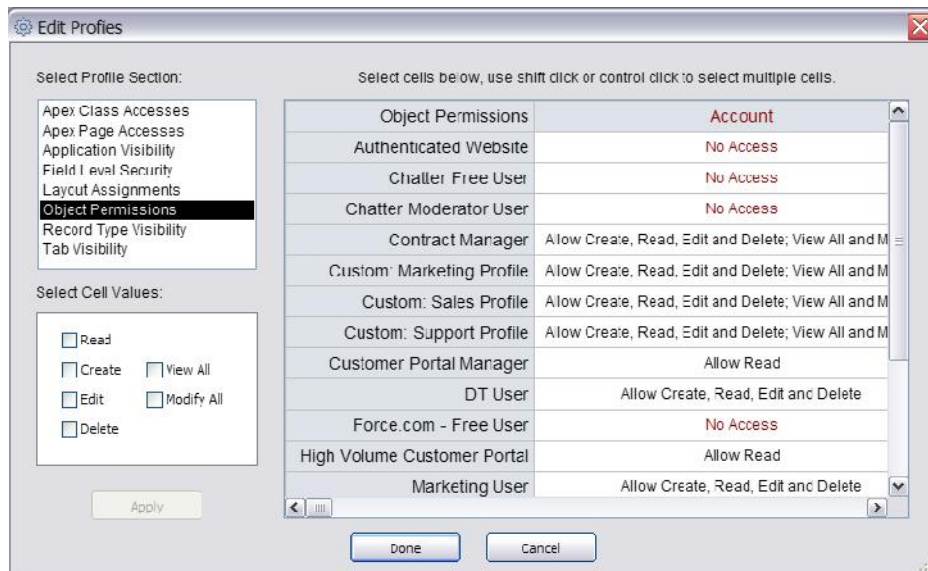 Edit Profies
Select Profile Section:
Apex Class Accesses
Apex Page Accesses
Application Visibility
Field Level Security
Laycut Assignments
Object Permissions
Record Type Visibility
Tab Visibility
Select Cell Values:
Read
Create View All
Edit Modify All
Delete
Apply
Select cells below, use shift click or control click to select multiple cells.
Object Permissions Account
Authenticated Website No Access
Chatter Free User No Access
Chatter Moderator User No Access
Contract Manager Allow Create, Read, Edit and Delete; View All and M
Custom: Marketing Profile Allow Create, Read, Edit and Delete; View All and M
Custom: Sales Profile Allow Create, Read, Edit and Delete; View All and M
Custom: Support Profile Allow Create, Read, Edit and Delete; View All and M
Customer Portal Manager Allow Read
DT User Allow Create, Read, Edit and Delete
Force.com - Free User No Access
High Volume Customer Portal Allow Read
Marketing User Allow Create, Read, Edit and Delete
Done Cancel